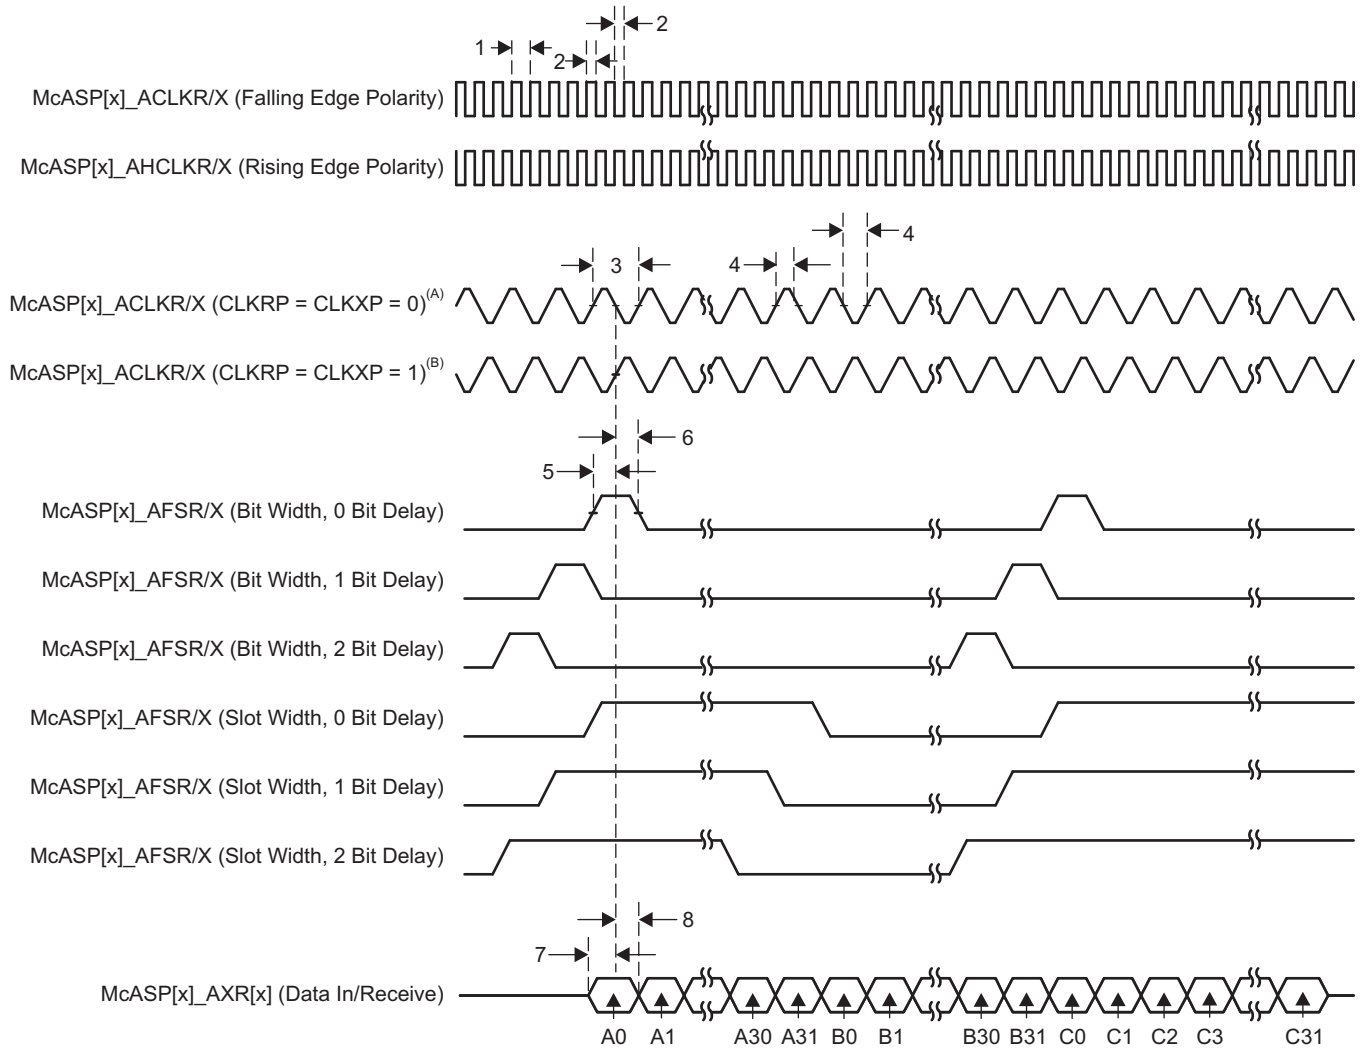 2
1
2
McASP[x]_ACLKR/X (Falling Edge Polarity)
McASP[x]_AHCLKR/X (Rising Edge Polarity)
4
3
4
McASP[x]_ACLKR/X (CLKRP = CLKXP = 0)(A)
McASP[x]_ACLKR/X (CLKRP = CLKXP = 1)(B)
6
5
McASP[x]_AFSR/X (Bit Width, 0 Bit Delay)
McASP[x]_AFSR/X (Bit Width, 1 Bit Delay)
McASP[x]_AFSR/X (Bit Width, 2 Bit Delay)
McASP[x]_AFSR/X (Slot Width, 0 Bit Delay)
McASP[x]_AFSR/X (Slot Width, 1 Bit Delay)
McASP[x]_AFSR/X (Slot Width, 2 Bit Delay)
8
7
McASP[x]_AXR[x] (Data In/Receive)
A0 A1 A30 A31 B0 B1 B30 B31 C0 C1 C2 C3 C31